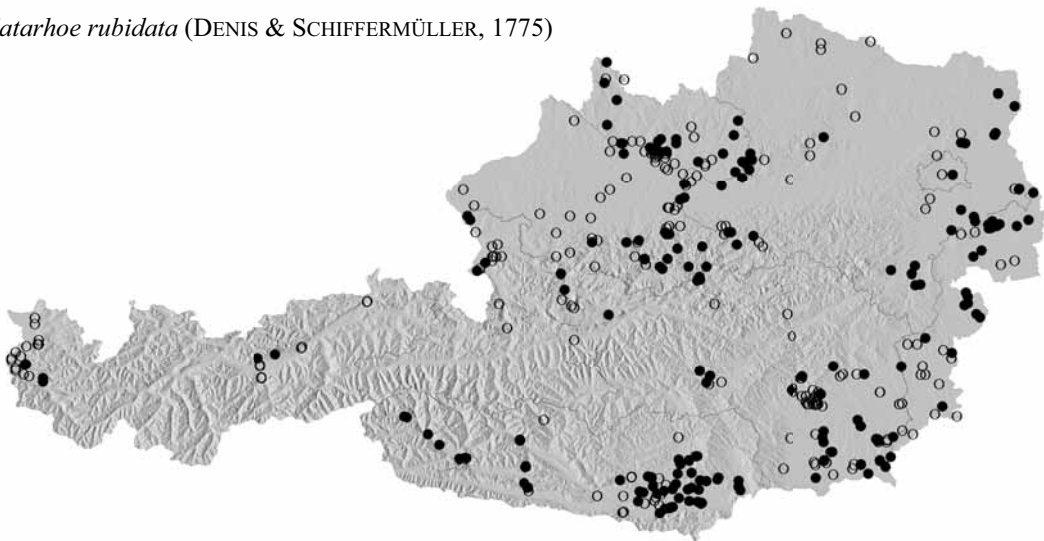 atarhoe rubidata (DENIS & SCHIFFERMÜLLER, 1775)